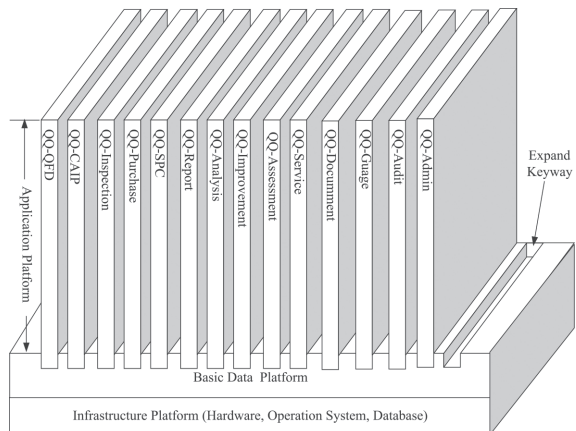 Application Platform
QQ-QFD
QQ-CAIP
QQ-Inspection
QQ-Purchase
QQ-SPC
QQ-Report
QQ-Analysis
QQ-Improvement
QQ-Assessment
QQ-Service
QQ-Documment
QQ-Guage
QQ-Audit
QQ-Admin
Expand
Keyway
Basic Data Platform
Infrastructure Platform (Hardware, Operation System, Database)